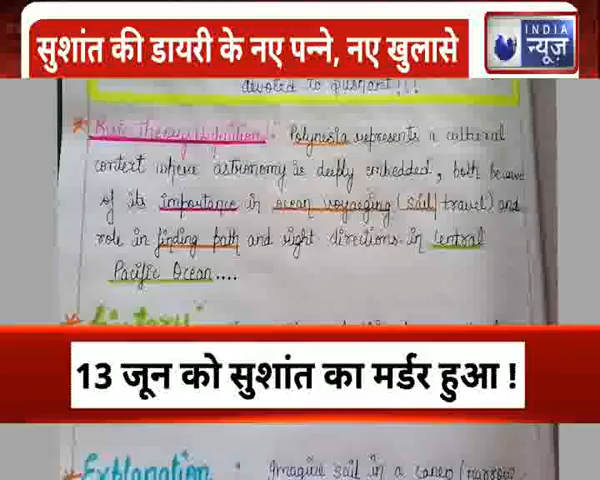 सुशांत की डायरी के नए पन्ने, नए खुलासे
INDIA
न्यूज़
devoted to
Polynesia represents a cultural
context where astronomy is deeply embedded, both because
of its importance in ocean voyaging (sail/travel) and
role in finding path and right directions in Central
Pacific Ocean....
13 जून को सुशांत का मर्डर हुआ !
Explanation : Imagine sail in a canoe